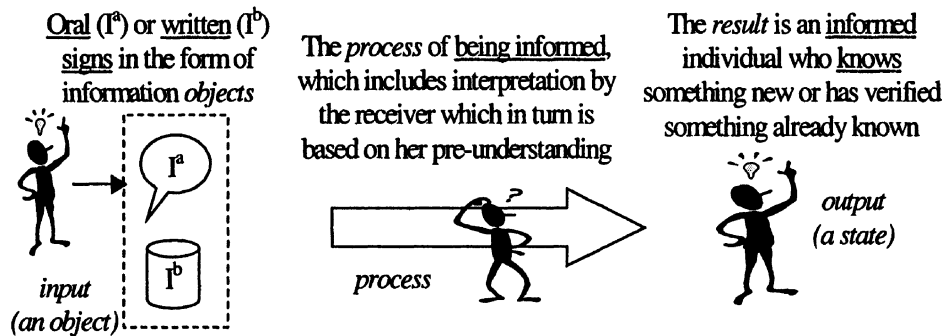 Oral (Iᵃ) or written (Iᵇ)
signs in the form of
information objects
Iᵃ
Iᵇ
input
(an object)
The process of being informed,
which includes interpretation by
the receiver which in turn is
based on her pre-understanding
?
process
The result is an informed
individual who knows
something new or has verified
something already known
output
(a state)